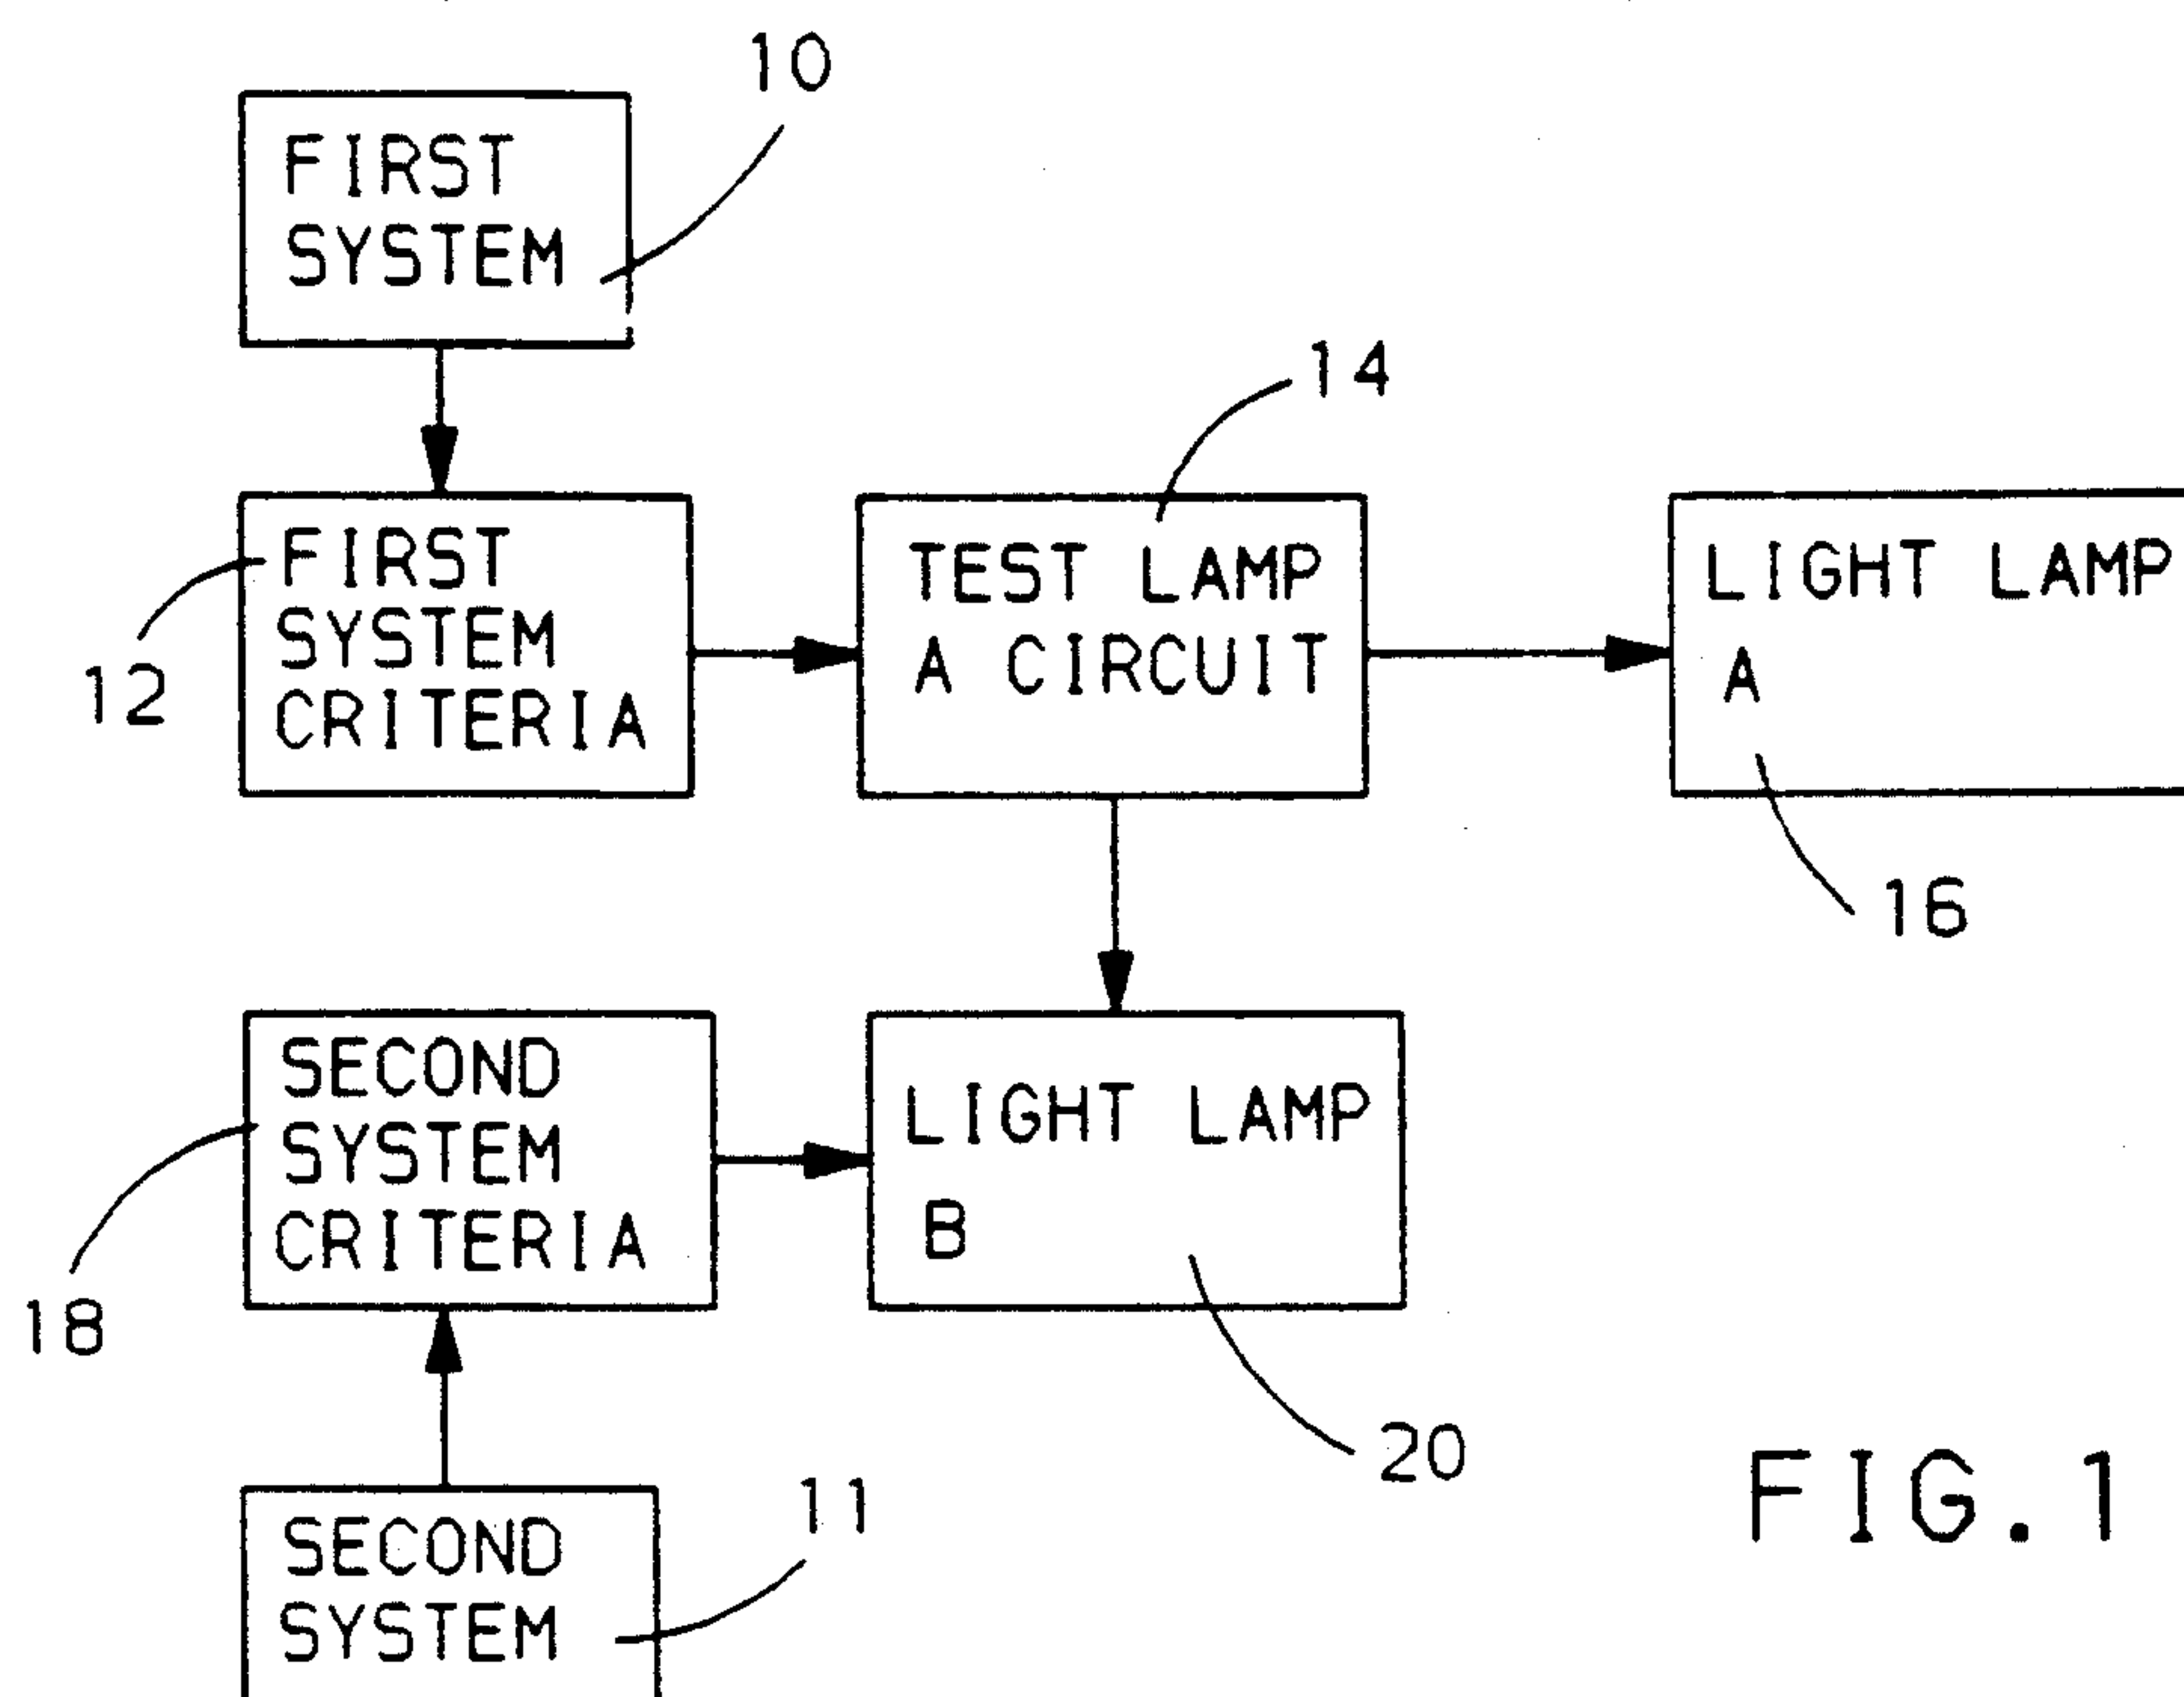 10
FIRST
SYSTEM
14
FIRST
SYSTEM
CRITERIA
12
TEST LAMP
A CIRCUIT
LIGHT LAMP
A
16
SECOND
SYSTEM
CRITERIA
18
LIGHT LAMP
B
20
11
SECOND
SYSTEM
FIG.1